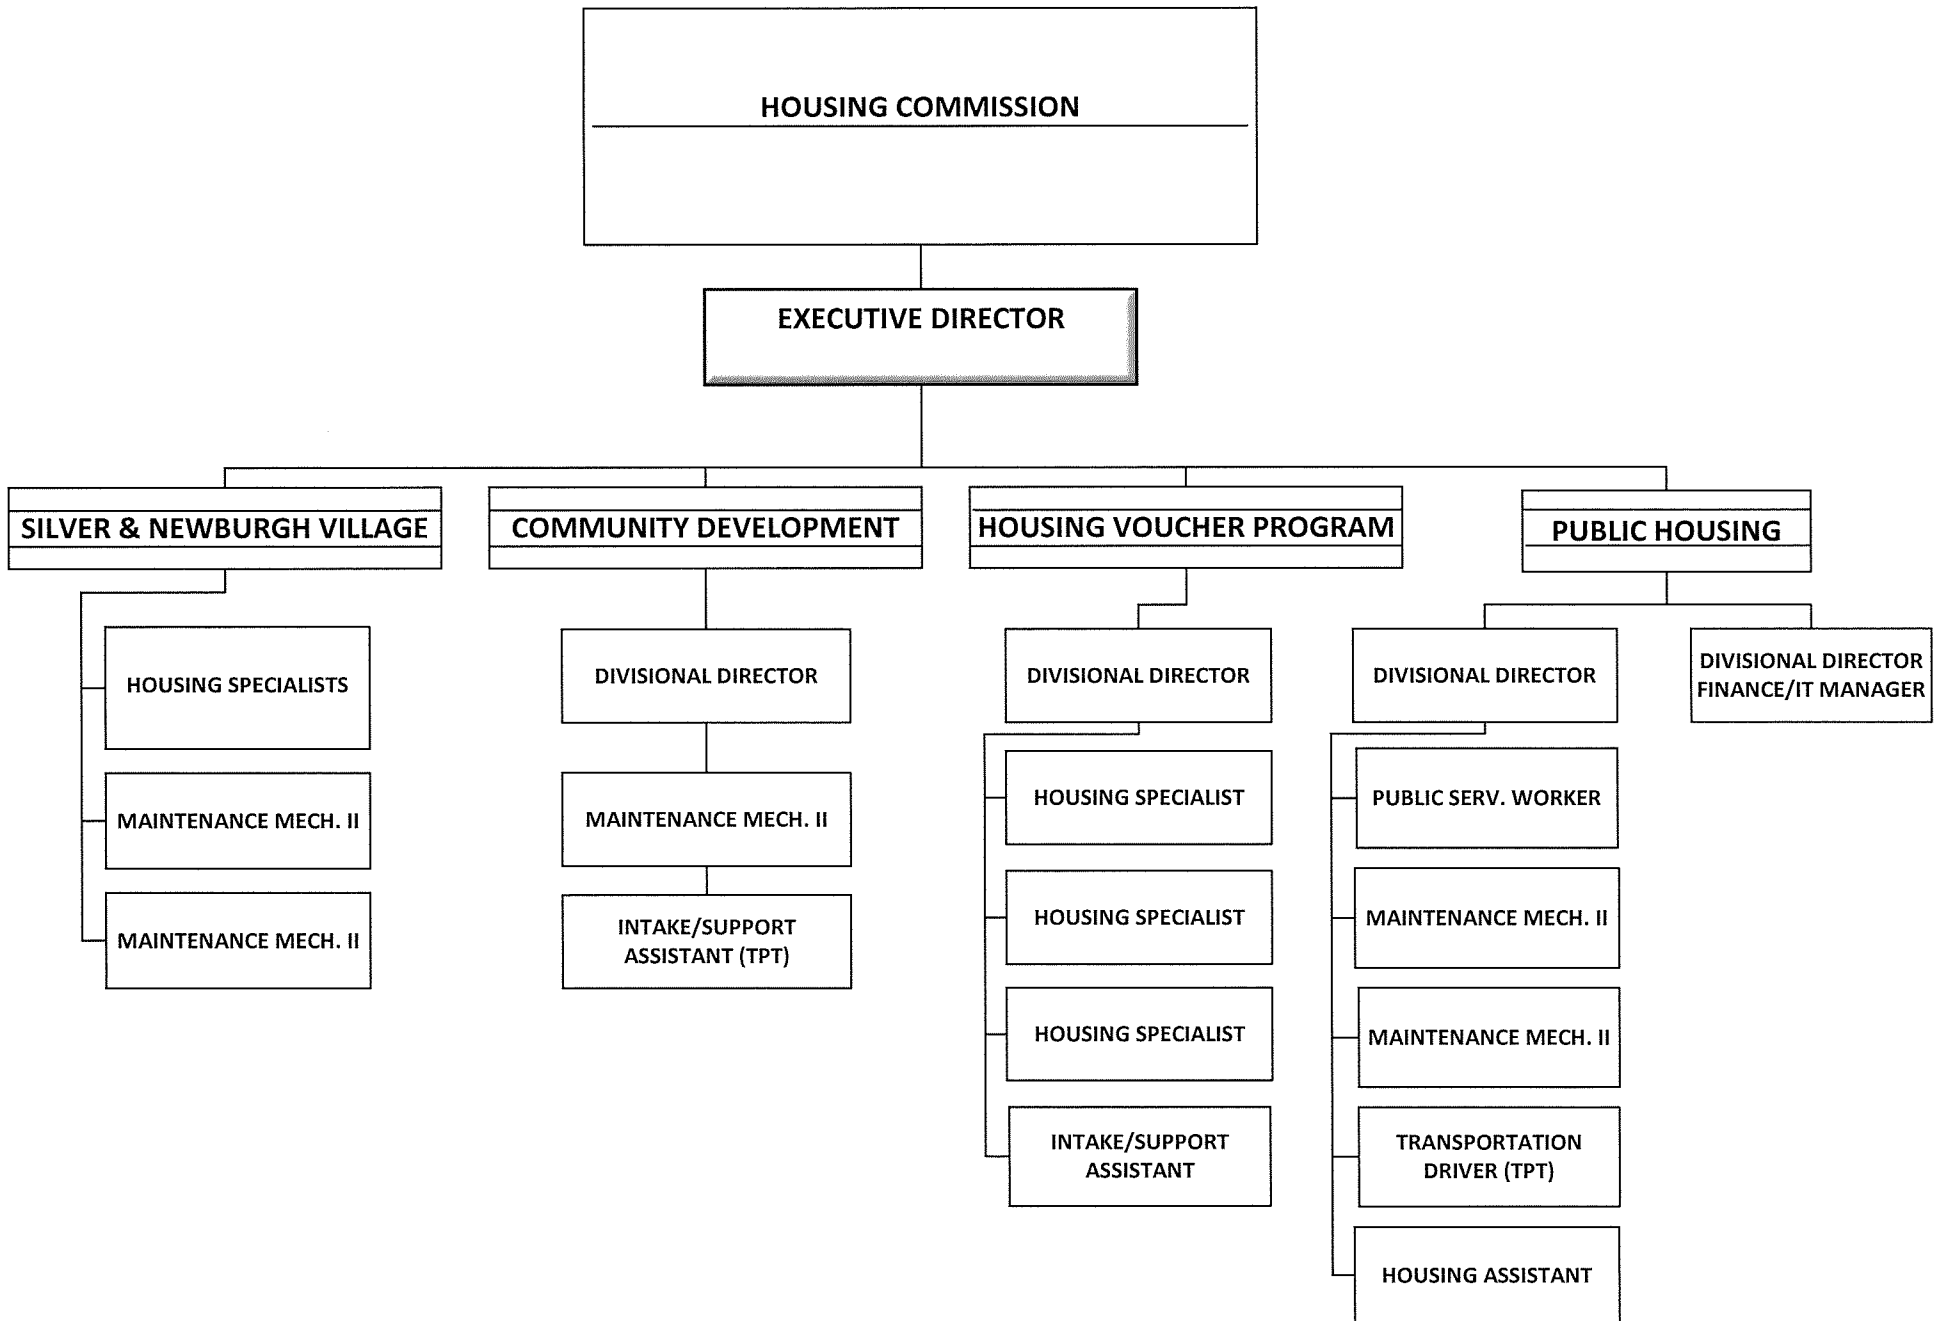 HOUSING COMMISSION
EXECUTIVE DIRECTOR
SILVER & NEWBURGH VILLAGE
HOUSING SPECIALISTS
MAINTENANCE MECH. II
MAINTENANCE MECH. II
COMMUNITY DEVELOPMENT
DIVISIONAL DIRECTOR
MAINTENANCE MECH. II
INTAKE/SUPPORT
ASSISTANT (TPT)
HOUSING VOUCHER PROGRAM
DIVISIONAL DIRECTOR
HOUSING SPECIALIST
HOUSING SPECIALIST
HOUSING SPECIALIST
INTAKE/SUPPORT
ASSISTANT
PUBLIC HOUSING
DIVISIONAL DIRECTOR
PUBLIC SERV. WORKER
MAINTENANCE MECH. II
MAINTENANCE MECH. II
TRANSPORTATION
DRIVER (TPT)
HOUSING ASSISTANT
DIVISIONAL DIRECTOR
FINANCE/IT MANAGER